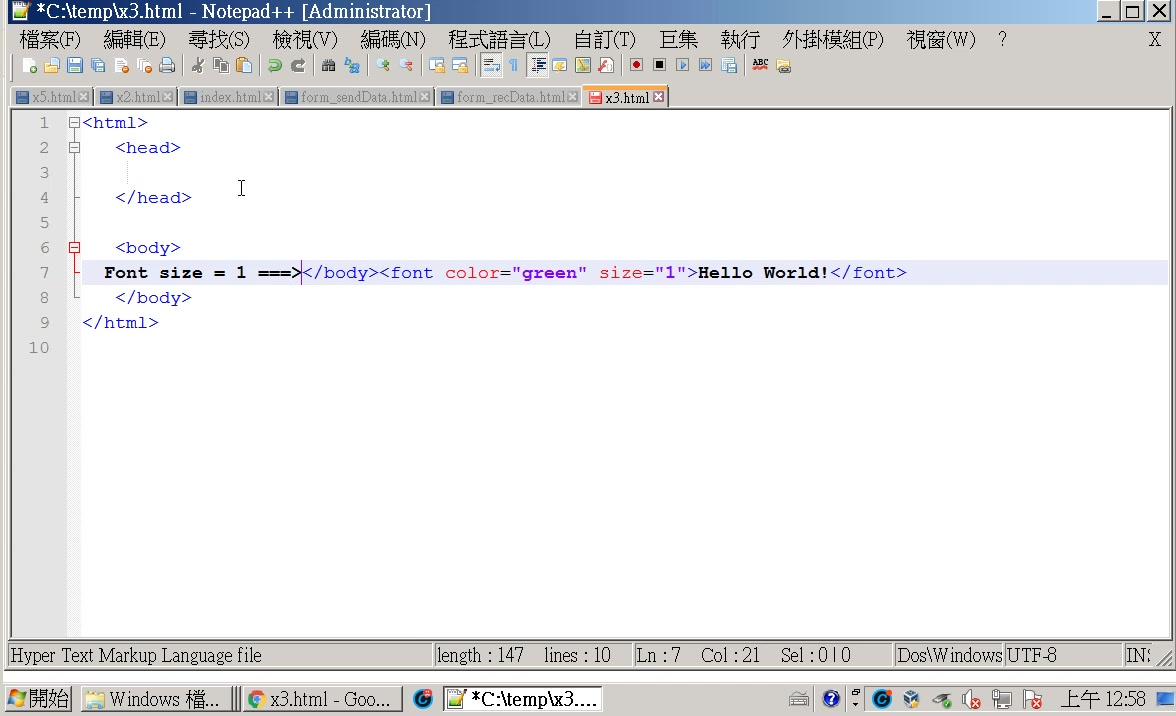 *C:\temp\x3.html - Notepad++ [Administrator]
檔案(F) 編輯(E) 尋找(S) 檢視(V) 編碼(N) 程式語言(L) 自訂(T) 巨集 執行 外掛模組(P) 視窗(W) ? X
ABC
x5.html x2.html index.html form_sendData.html form_recData.html x3.html
1 <html>
2 <head>
3
4 </head>
5
6 <body>
7 Font size = 1 ===></body><font color="green" size="1">Hello World!</font>
8 </body>
9 </html>
10
Hyper Text Markup Language file length : 147 lines : 10 Ln : 7 Col : 21 Sel : 0 | 0 Dos\Windows UTF-8 INS
開始 Windows 檔... x3.html - Goo... *C:\temp\x3.... 上午 12:58